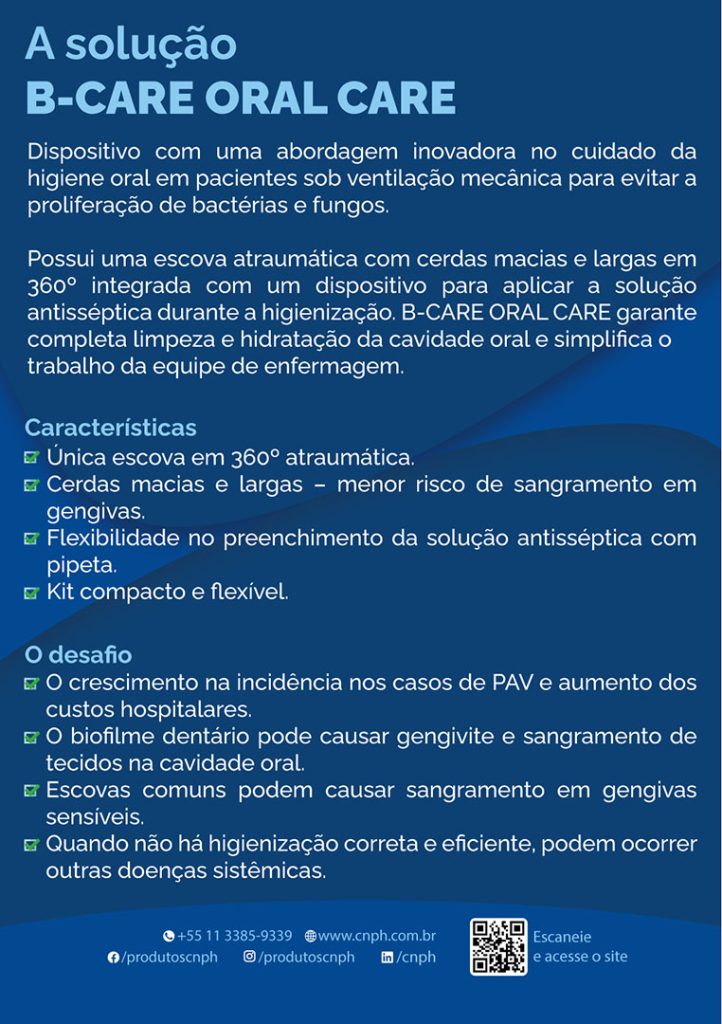 A solução
B-CARE ORAL CARE
Dispositivo com uma abordagem inovadora no cuidado da
higiene oral em pacientes sob ventilação mecânica para evitar a
proliferação de bactérias e fungos.
Possui uma escova atraumática com cerdas macias e largas em
360º integrada com um dispositivo para aplicar a solução
antisséptica durante a higienização. B-CARE ORAL CARE garante
completa limpeza e hidratação da cavidade oral e simplifica o
trabalho da equipe de enfermagem.
Características
Única escova em 360º atraumática.
Cerdas macias e largas – menor risco de sangramento em
gengivas.
Flexibilidade no preenchimento da solução antisséptica com
pipeta.
Kit compacto e flexível.
O desafio
O crescimento na incidência nos casos de PAV e aumento dos
custos hospitalares.
O biofilme dentário pode causar gengivite e sangramento de
tecidos na cavidade oral.
Escovas comuns podem causar sangramento em gengivas
sensíveis.
Quando não há higienização correta e eficiente, podem ocorrer
outras doenças sistêmicas.
+55 11 3385-9339 www.cnph.com.br
/produtoscnph /produtoscnph /cnph
Escaneie
e acesse o site